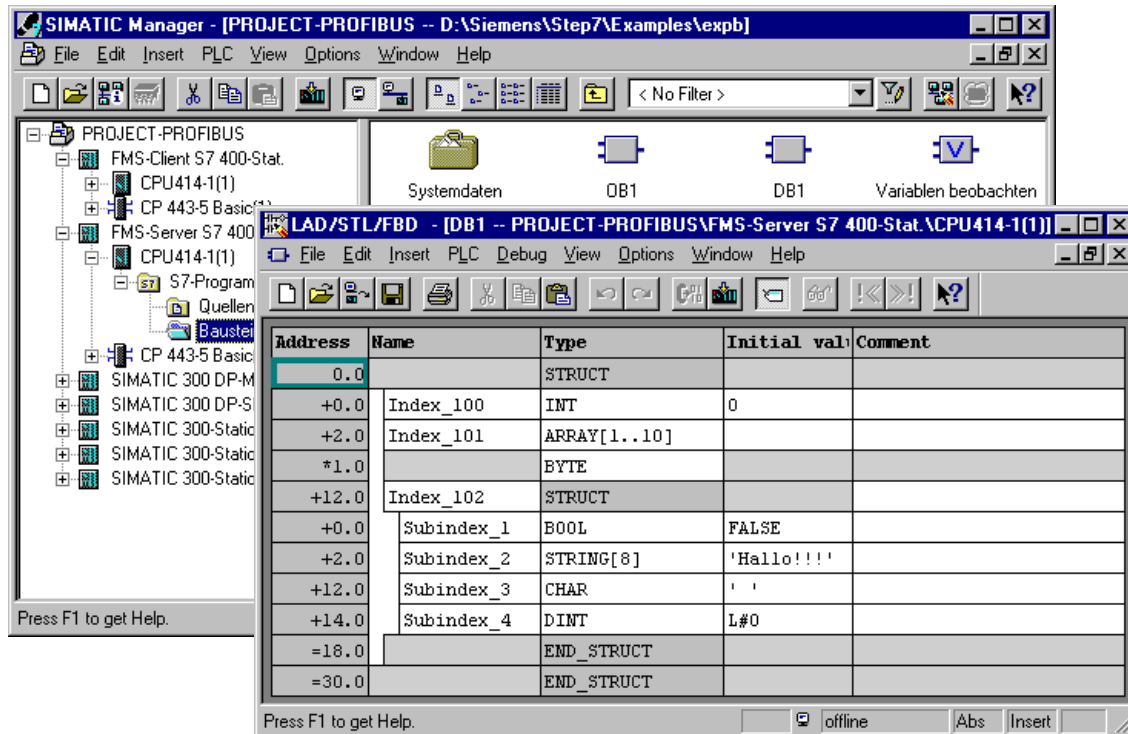 SIMATIC Manager - [PROJECT-PROFIBUS -- D:\Siemens\Step7\Examples\expb]
File Edit Insert PLC View Options Window Help
< No Filter >
PROJECT-PROFIBUS
FMS-Client S7 400-Stat.
CPU414-1(1)
CP 443-5 Basic(1)
FMS-Server S7 400
CPU414-1(1)
S7-Program
Quellen
Baustei
CP 443-5 Basic
SIMATIC 300 DP-M
SIMATIC 300 DP-S
SIMATIC 300-Static
SIMATIC 300-Static
SIMATIC 300-Static
Systemdaten OB1 DB1 Variablen beobachten
Press F1 to get Help.
LAD/STL/FBD - [DB1 -- PROJECT-PROFIBUS\FMS-Server S7 400-Stat.\CPU414-1(1)]
File Edit Insert PLC Debug View Options Window Help
Address Name Type Initial val Comment
0.0 STRUCT
+0.0 Index_100 INT 0
+2.0 Index_101 ARRAY[1..10]
*1.0 BYTE
+12.0 Index_102 STRUCT
+0.0 Subindex_1 BOOL FALSE
+2.0 Subindex_2 STRING[8] 'Hallo!!!'
+12.0 Subindex_3 CHAR ' '
+14.0 Subindex_4 DINT L#0
=18.0 END_STRUCT
=30.0 END_STRUCT
Press F1 to get Help. offline Abs Insert